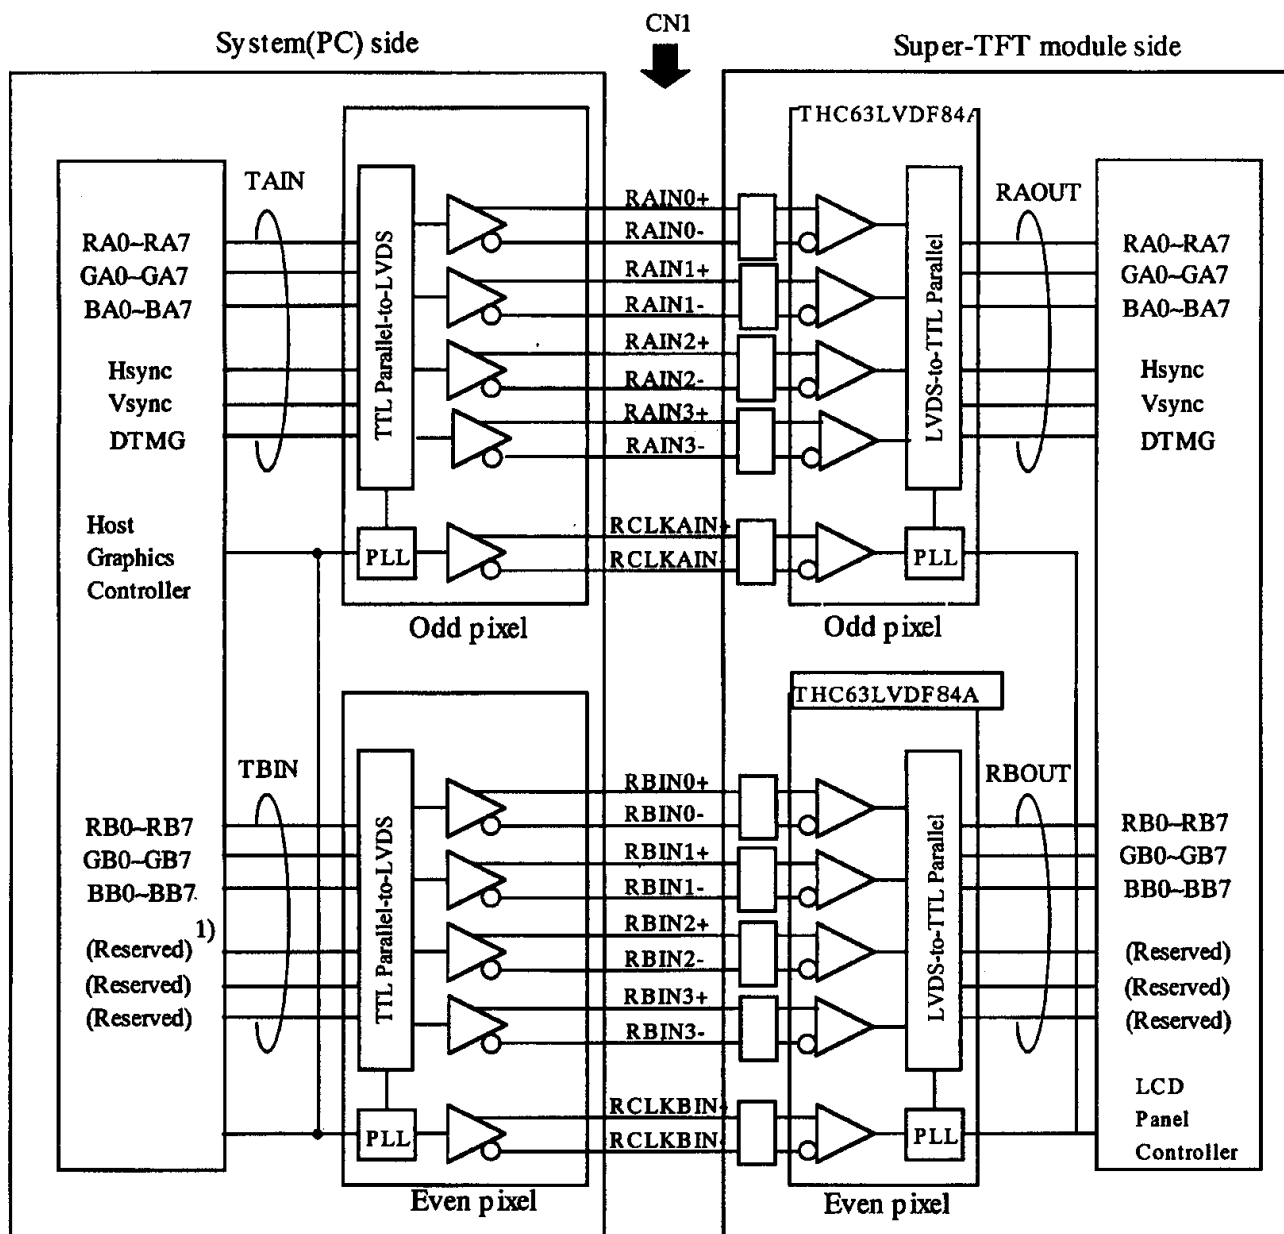 CN1
System(PC) side
Super-TFT module side
THC63LVDF84A
TAIN
RA0~RA7
GA0~GA7
BA0~BA7
Hsync
Vsync
DTMG
Host
Graphics
Controller
TTL Parallel-to-LVDS
PLL
Odd pixel
RAIN0+
RAIN0-
RAIN1+
RAIN1-
RAIN2+
RAIN2-
RAIN3+
RAIN3-
RCLKAIN+
RCLKAIN
LVDS-to-TTL Parallel
PLL
Odd pixel
RAOUT
RA0~RA7
GA0~GA7
BA0~BA7
Hsync
Vsync
DTMG
THC63LVDF84A
TBIN
RB0~RB7
GB0~GB7
BB0~BB7
(Reserved) 1)
(Reserved)
(Reserved)
TTL Parallel-to-LVDS
PLL
Even pixel
RBIN0+
RBIN0-
RBIN1+
RBIN1-
RBIN2+
RBIN2-
RBIN3+
RBIN3-
RCLKBIN+
RCLKBIN
LVDS-to-TTL Parallel
PLL
Even pixel
RBOUT
RB0~RB7
GB0~GB7
BB0~BB7
(Reserved)
(Reserved)
(Reserved)
LCD
Panel
Controller